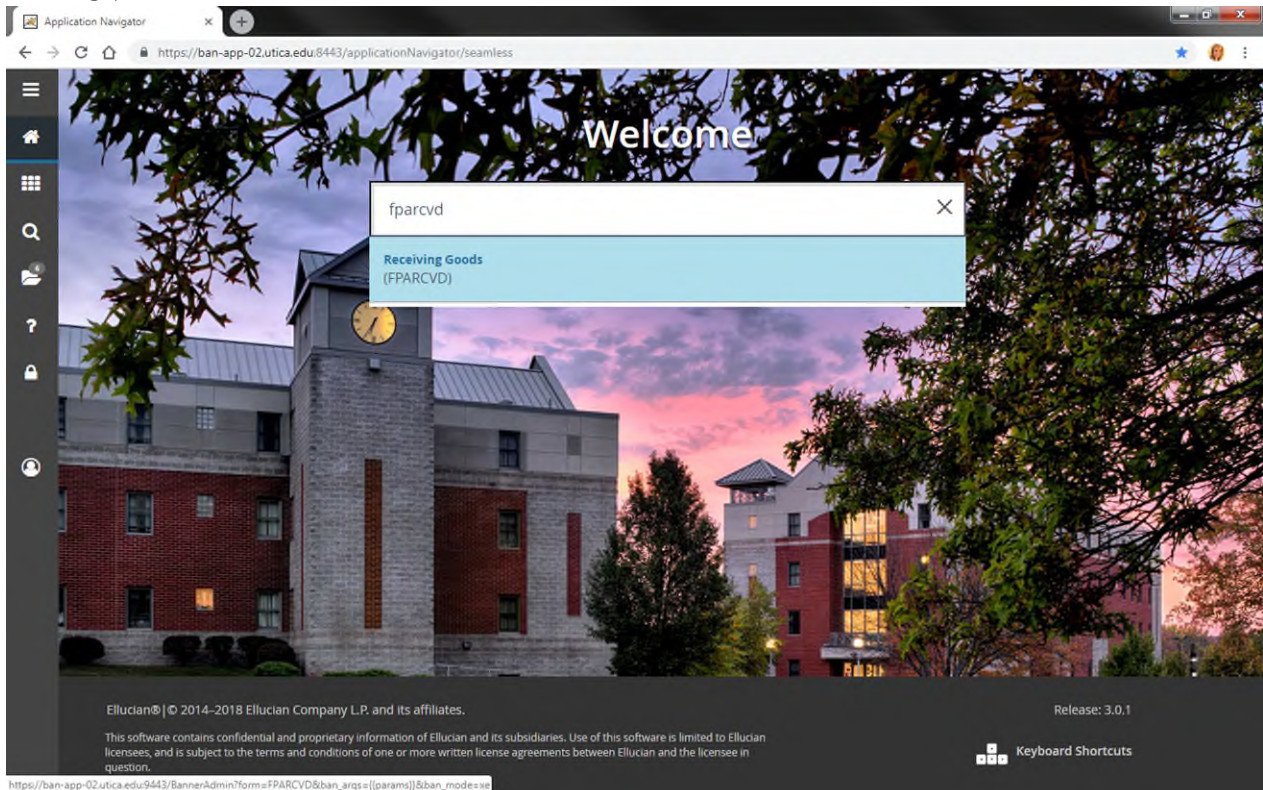 Application Navigator
https://ban-app-02.utica.edu:8443/applicationNavigator/seamless
Welcome
fparcvd
Receiving Goods
(FPARCVD)
6
?
Ellucian®|© 2014–2018 Ellucian Company L.P. and its affiliates.
Release: 3.0.1
This software contains confidential and proprietary information of Ellucian and its subsidiaries. Use of this software is limited to Ellucian
licensees, and is subject to the terms and conditions of one or more written license agreements between Ellucian and the licensee in
question.
Keyboard Shortcuts
https://ban-app-02.utica.edu:9443/BannerAdmin?form=FPARCVD&ban_args={{params}}&ban_mode=xe